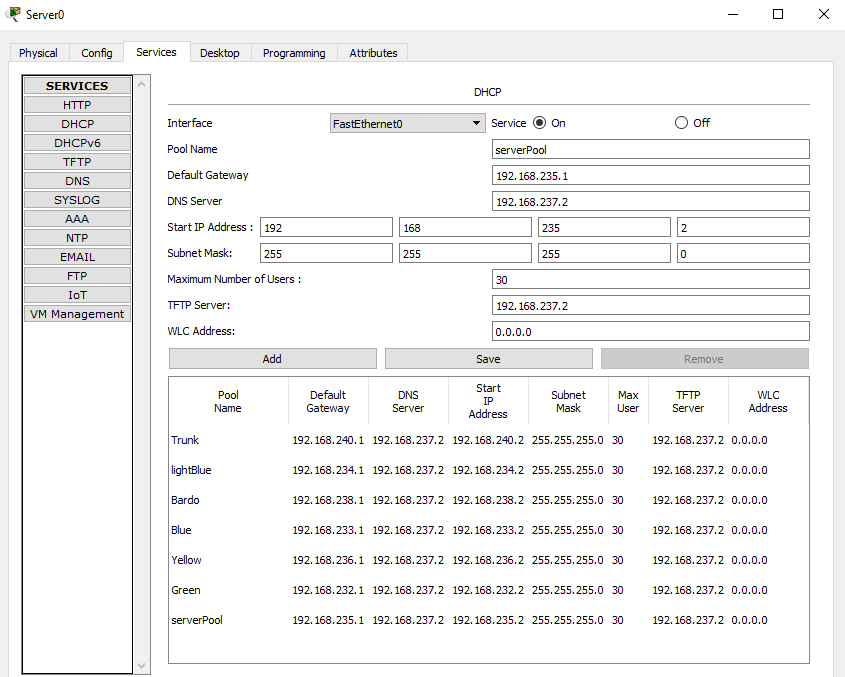 Server0
Physical Config Services Desktop Programming Attributes
SERVICES
HTTP
DHCP
DHCPv6
TFTP
DNS
SYSLOG
AAA
NTP
EMAIL
FTP
IoT
VM Management
DHCP
Interface FastEthernet0 Service On Off
Pool Name serverPool
Default Gateway 192.168.235.1
DNS Server 192.168.237.2
Start IP Address : 192 168 235 2
Subnet Mask: 255 255 255 0
Maximum Number of Users : 30
TFTP Server: 192.168.237.2
WLC Address: 0.0.0.0
Add Save Remove
Pool Name Default Gateway DNS Server Start IP Address Subnet Mask Max User TFTP Server WLC Address
Trunk 192.168.240.1 192.168.237.2 192.168.240.2 255.255.255.0 30 192.168.237.2 0.0.0.0
lightBlue 192.168.234.1 192.168.237.2 192.168.234.2 255.255.255.0 30 192.168.237.2 0.0.0.0
Bardo 192.168.238.1 192.168.237.2 192.168.238.2 255.255.255.0 30 192.168.237.2 0.0.0.0
Blue 192.168.233.1 192.168.237.2 192.168.233.2 255.255.255.0 30 192.168.237.2 0.0.0.0
Yellow 192.168.236.1 192.168.237.2 192.168.236.2 255.255.255.0 30 192.168.237.2 0.0.0.0
Green 192.168.232.1 192.168.237.2 192.168.232.2 255.255.255.0 30 192.168.237.2 0.0.0.0
serverPool 192.168.235.1 192.168.237.2 192.168.235.2 255.255.255.0 30 192.168.237.2 0.0.0.0